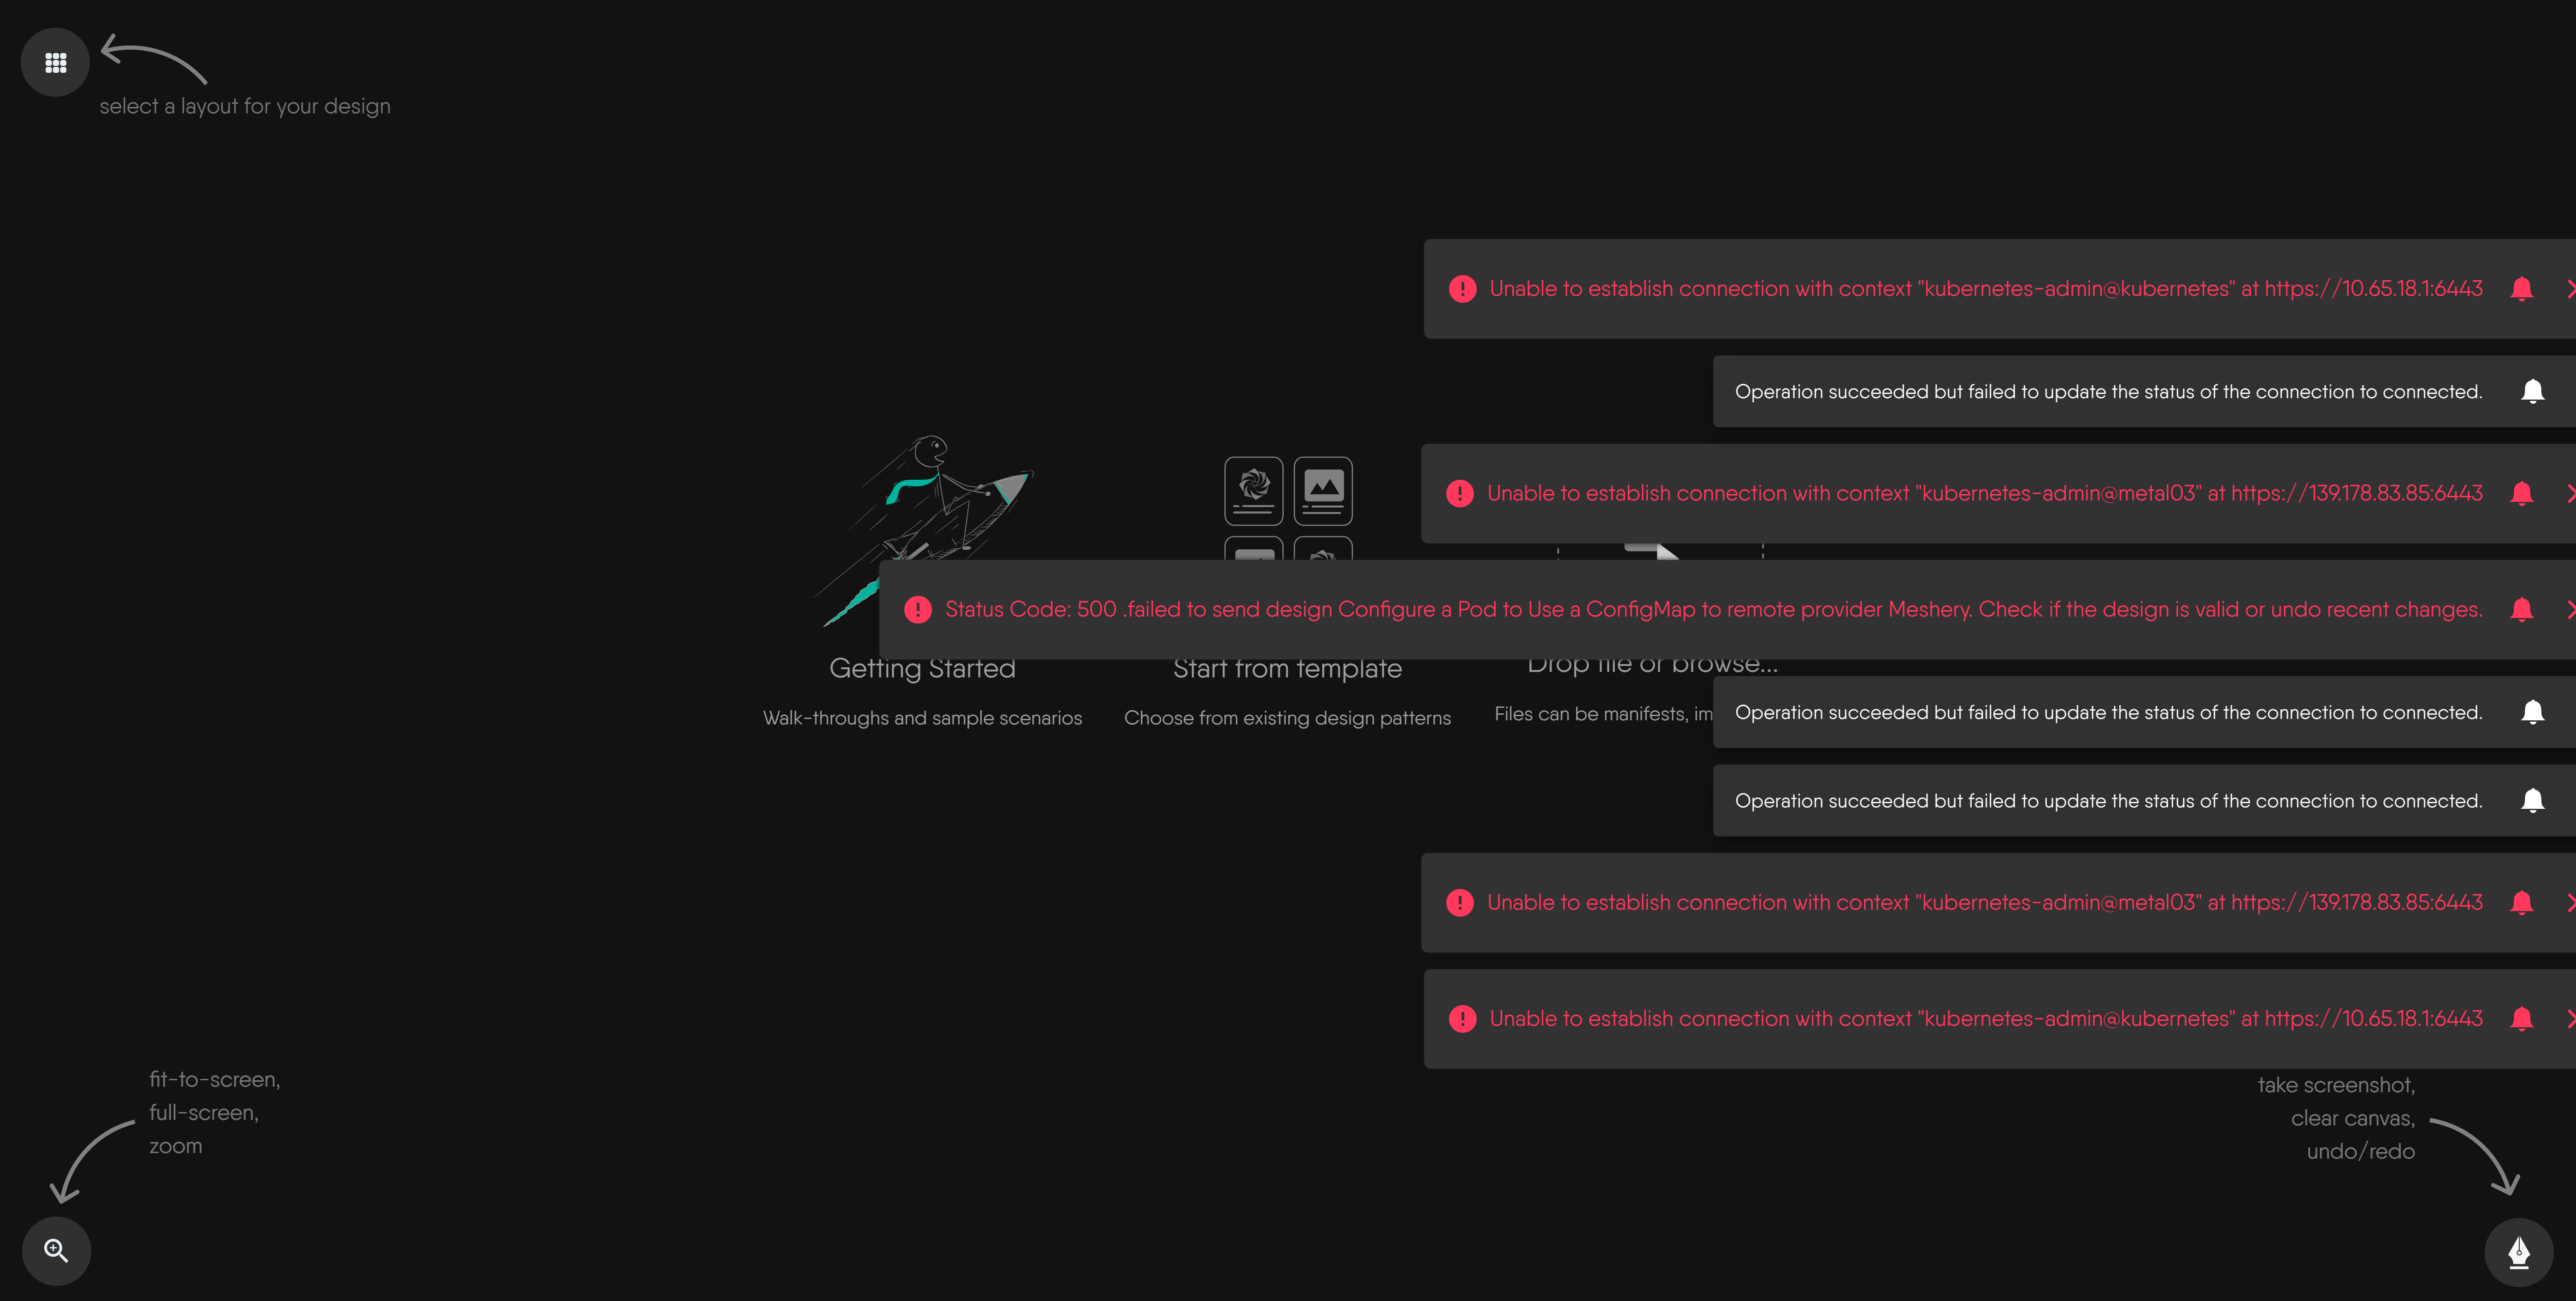 select a layout for your design
Unable to establish connection with context "kubernetes-admin@kubernetes" at https://10.65.18.1:6443
Operation succeeded but failed to update the status of the connection to connected.
Unable to establish connection with context "kubernetes-admin@metal03" at https://139.178.83.85:6443
Status Code: 500 .failed to send design Configure a Pod to Use a ConfigMap to remote provider Meshery. Check if the design is valid or undo recent changes.
Getting Started
Walk-throughs and sample scenarios
Start from template
Choose from existing design patterns
Drop file or browse...
Files can be manifests,
Operation succeeded but failed to update the status of the connection to connected.
Operation succeeded but failed to update the status of the connection to connected.
Unable to establish connection with context "kubernetes-admin@metal03" at https://139.178.83.85:6443
Unable to establish connection with context "kubernetes-admin@kubernetes" at https://10.65.18.1:6443
fit-to-screen,
full-screen,
zoom
take screenshot,
clear canvas,
undo/redo